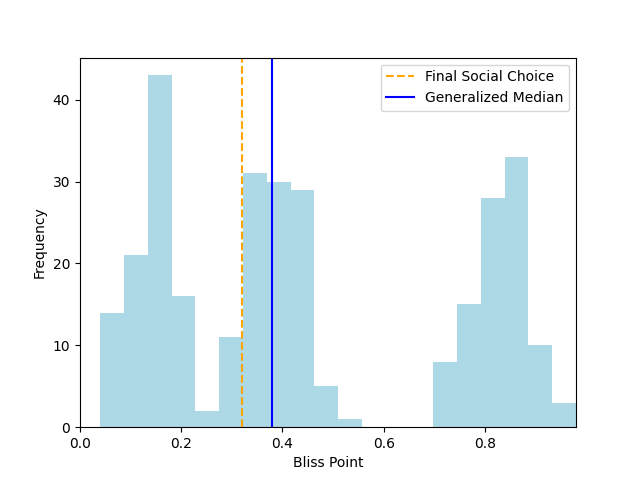 Final Social Choice
Generalized Median
Frequency
40
30
20
10
0
0.0 0.2 0.4 0.6 0.8
Bliss Point